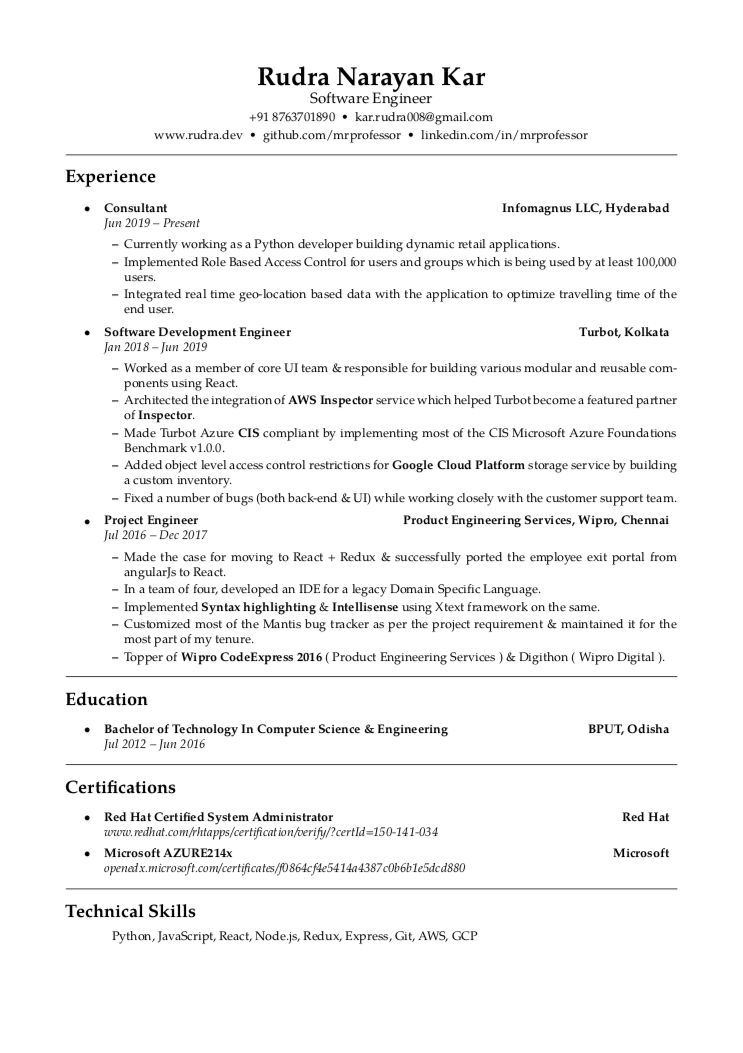 Rudra Narayan Kar
Software Engineer
+91 8763701890 • kar.rudra008@gmail.com
www.rudra.dev • github.com/mrprofessor • linkedin.com/in/mrprofessor
Experience
• Consultant Infomagnus LLC, Hyderabad
Jun 2019 – Present
– Currently working as a Python developer building dynamic retail applications.
– Implemented Role Based Access Control for users and groups which is being used by at least 100,000
users.
– Integrated real time geo-location based data with the application to optimize travelling time of the
end user.
• Software Development Engineer Turbot, Kolkata
Jan 2018 – Jun 2019
– Worked as a member of core UI team & responsible for building various modular and reusable com-
ponents using React.
– Architected the integration of AWS Inspector service which helped Turbot become a featured partner
of Inspector.
– Made Turbot Azure CIS compliant by implementing most of the CIS Microsoft Azure Foundations
Benchmark v1.0.0.
– Added object level access control restrictions for Google Cloud Platform storage service by building
a custom inventory.
– Fixed a number of bugs (both back-end & UI) while working closely with the customer support team.
• Project Engineer Product Engineering Services, Wipro, Chennai
Jul 2016 – Dec 2017
– Made the case for moving to React + Redux & successfully ported the employee exit portal from
angularJs to React.
– In a team of four, developed an IDE for a legacy Domain Specific Language.
– Implemented Syntax highlighting & Intellisense using Xtext framework on the same.
– Customized most of the Mantis bug tracker as per the project requirement & maintained it for the
most part of my tenure.
– Topper of Wipro CodeExpress 2016 ( Product Engineering Services ) & Digithon ( Wipro Digital ).
Education
• Bachelor of Technology In Computer Science & Engineering BPUT, Odisha
Jul 2012 – Jun 2016
Certifications
• Red Hat Certified System Administrator Red Hat
www.redhat.com/rhtapps/certification/verify/?certId=150-141-034
• Microsoft AZURE214x Microsoft
openedx.microsoft.com/certificates/f0864cf4e5414a4387c0b6b1e5dcd880
Technical Skills
Python, JavaScript, React, Node.js, Redux, Express, Git, AWS, GCP